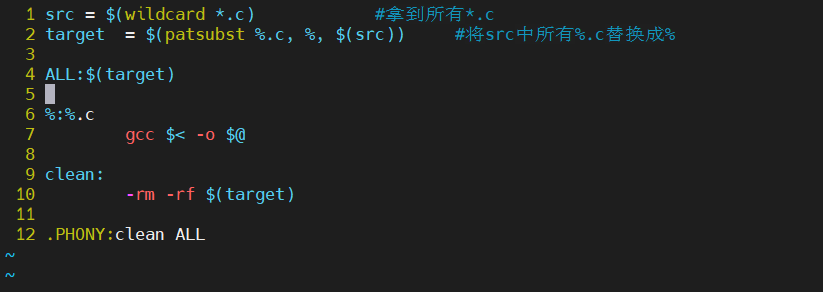 1 src = $(wildcard *.c)              #拿到所有*.c
2 target  = $(patsubst %.c, %, $(src))     #将src中所有%.c替换成%
3
4 ALL:$(target)
5
6 %:%.c
7         gcc $< -o $@
8
9 clean:
10         -rm -rf $(target)
11
12 .PHONY:clean ALL
~
~